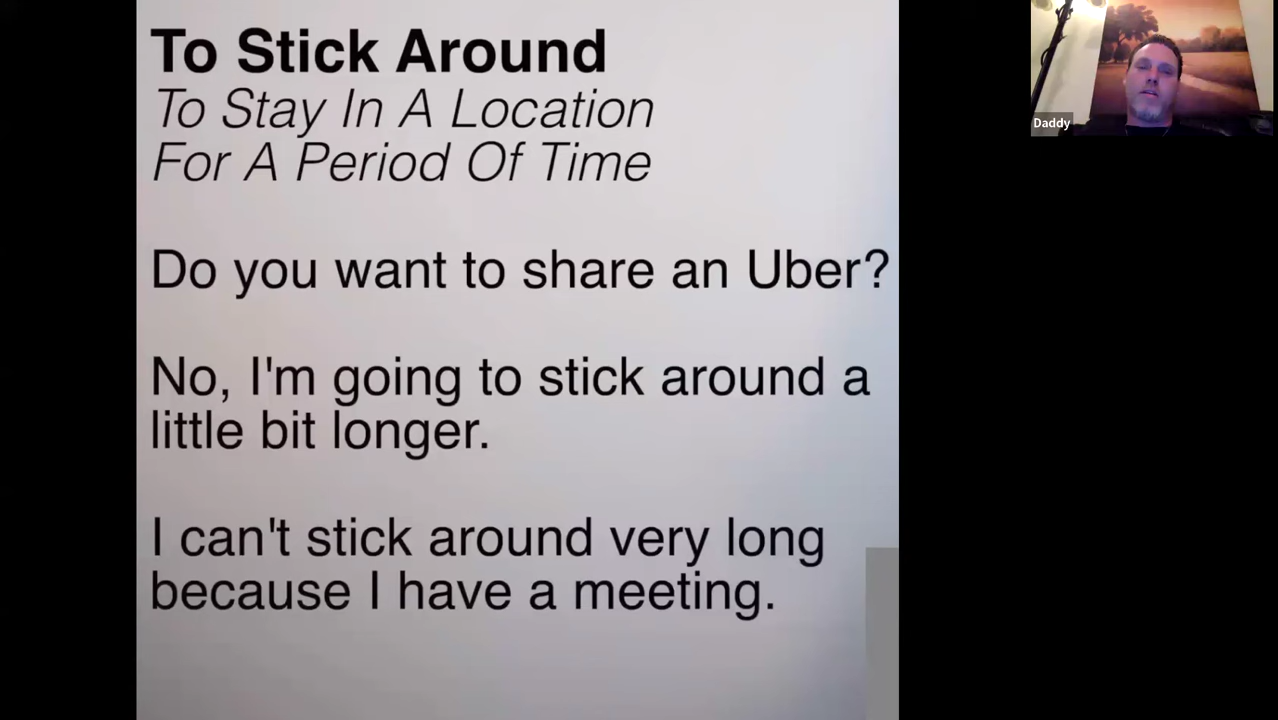 To Stick Around
To Stay In A Location
For A Period Of Time
Do you want to share an Uber?
No, I'm going to stick around a
little bit longer.
I can't stick around very long
because I have a meeting.
Daddy